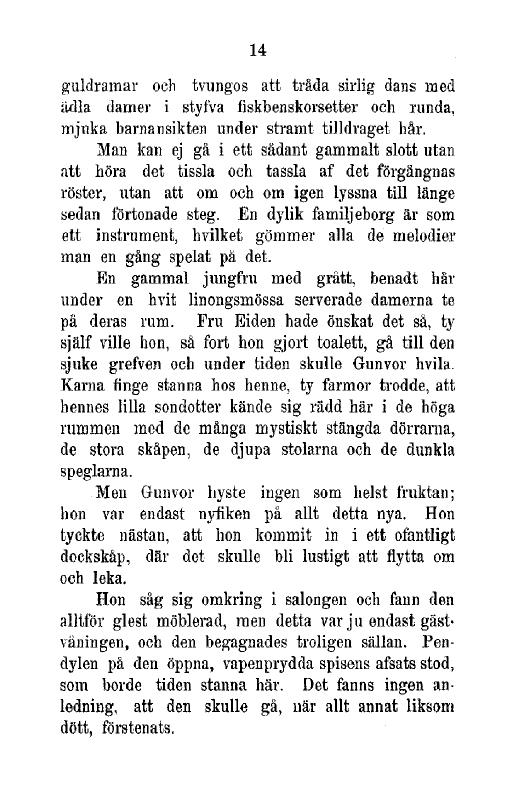 14
guldramar och tvungos att tråda sirlig dans med
ädla damer i styfva fiskbenskorsetter och runda,
mjuka barnansikten under stramt tilldraget hår.
Man kan ej gå i ett sådant gammalt slott utan
att höra det tissla och tassla af det förgångnas
röster, utan att om och om igen lyssna till länge
sedan förtonade steg. En dylik familjeborg är som
ett instrument, hvilket gömmer alla de melodier
man en gång spelat på det.
En gammal jungfru med grått, benadt hår
under en hvit linongsmössa serverade damerna te
på deras rum. Fru Eiden hade önskat det så, ty
själf ville hon, så fort hon gjort toalett, gå till den
sjuke grefven och under tiden skulle Gunvor hvila.
Karna finge stanna hos henne, ty farmor trodde, att
hennes lilla sondotter kände sig rädd här i de höga
rummen med de många mystiskt stängda dörrarna,
de stora skåpen, de djupa stolarna och de dunkla
speglarna.
Men Gunvor hyste ingen som helst fruktan;
hon var endast nyfiken på allt detta nya. Hon
tyckte nästan, att hon kommit in i ett ofantligt
dockskåp, där det skulle bli lustigt att flytta om
och leka.
Hon såg sig omkring i salongen och fann den
alltför glest möblerad, men detta var ju endast gäst-
våningen, och den begagnades troligen sällan. Pen-
dylen på den öppna, vapenprydda spisens afsats stod,
som borde tiden stanna här. Det fanns ingen an-
ledning, att den skulle gå, när allt annat liksom
dött, förstenats.